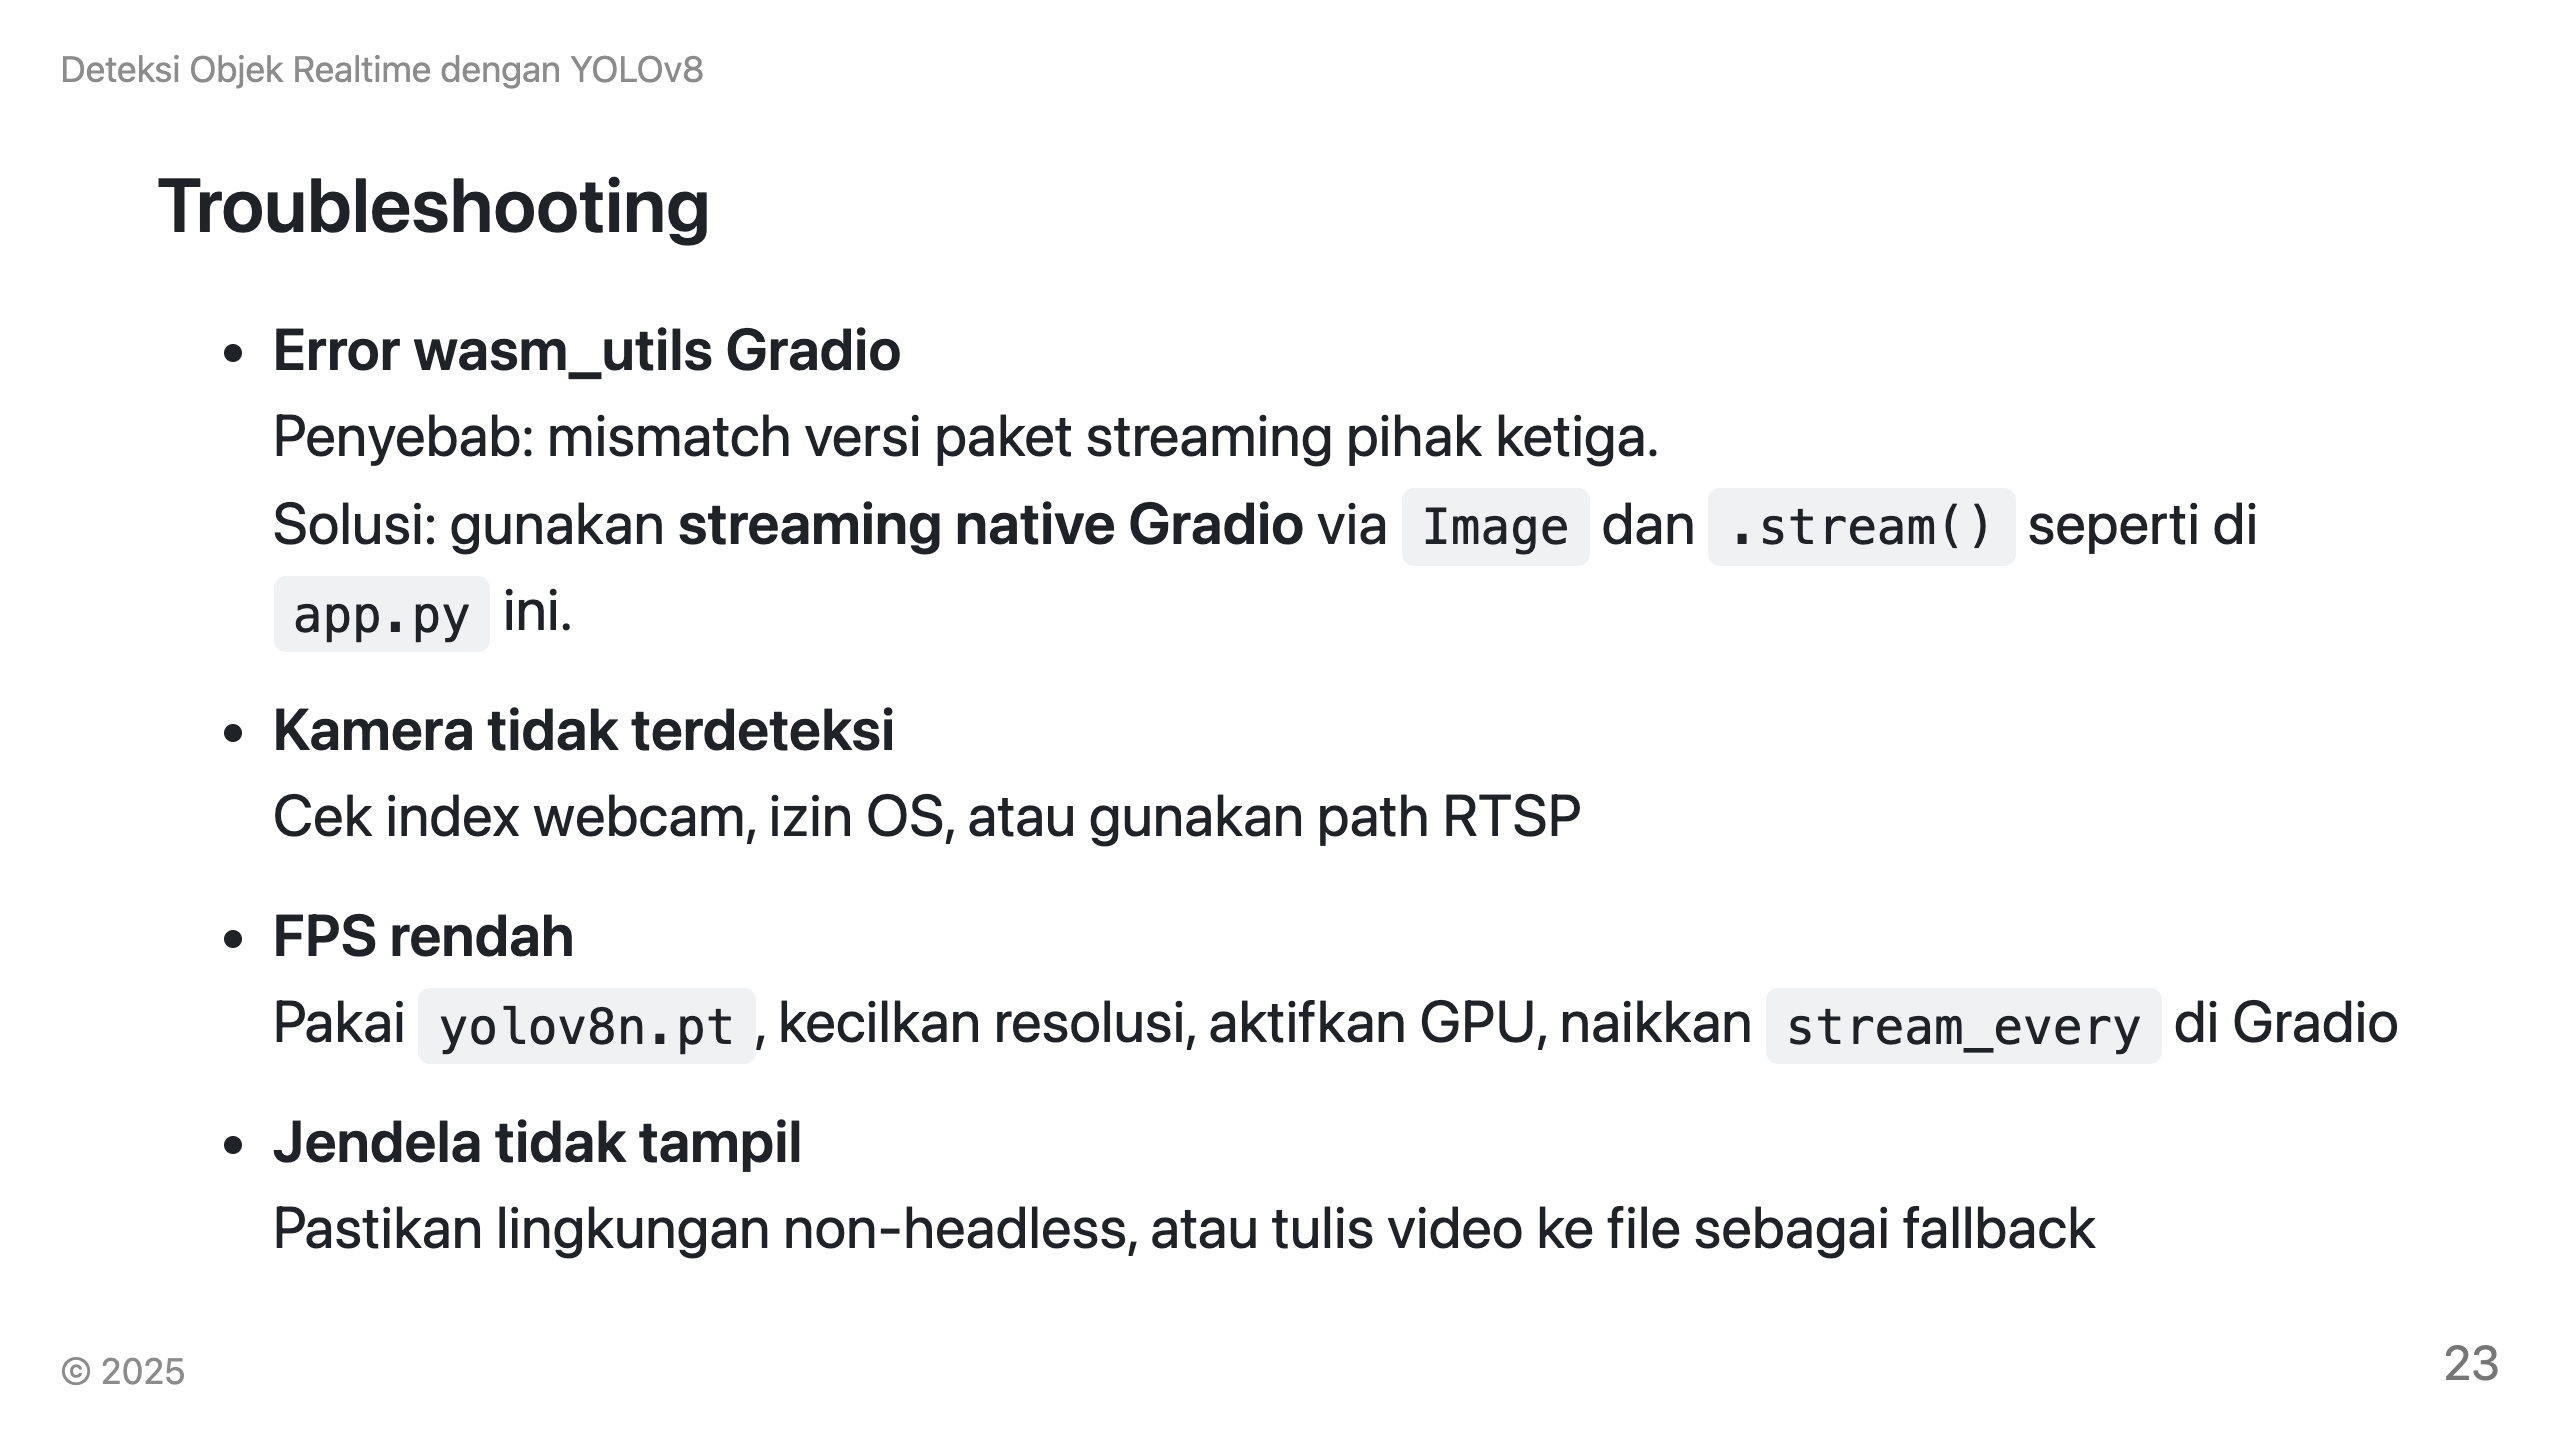 Deteksi Objek Realtime dengan YOLOv8
Troubleshooting
• Error wasm_utils Gradio
Penyebab: mismatch versi paket streaming pihak ketiga.
Solusi: gunakan streaming native Gradio via Image dan .stream() seperti di
app.py ini.
• Kamera tidak terdeteksi
Cek index webcam, izin OS, atau gunakan path RTSP
• FPS rendah
Pakai yolov8n.pt, kecilkan resolusi, aktifkan GPU, naikkan stream_every di Gradio
• Jendela tidak tampil
Pastikan lingkungan non-headless, atau tulis video ke file sebagai fallback
© 2025
23